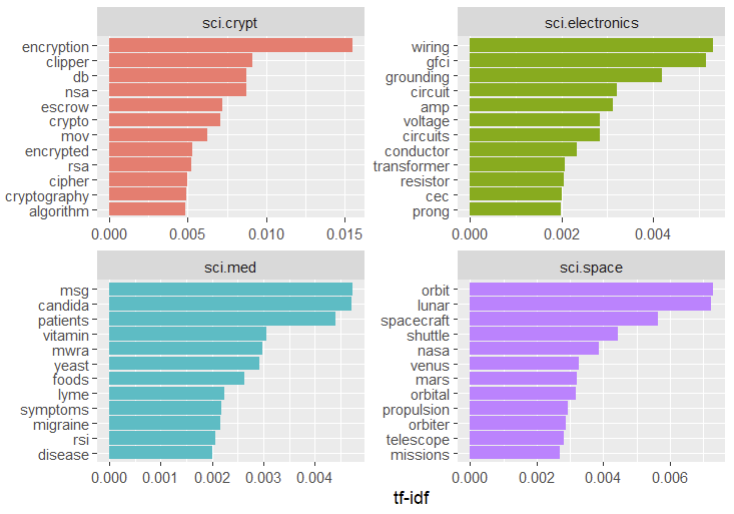 sci.crypt
encryption
clipper
db
nsa
escrow
crypto
mov
encrypted
rsa
cipher
cryptography
algorithm
0.000 0.005 0.010 0.015
sci.electronics
wiring
gfci
grounding
circuit
amp
voltage
circuits
conductor
transformer
resistor
cec
prong
0.000 0.002 0.004
sci.med
msg
candida
patients
vitamin
mwra
yeast
foods
lyme
symptoms
migraine
rsi
disease
0.000 0.001 0.002 0.003 0.004
sci.space
orbit
lunar
spacecraft
shuttle
nasa
venus
mars
orbital
propulsion
orbiter
telescope
missions
0.000 0.002 0.004 0.006
tf-idf